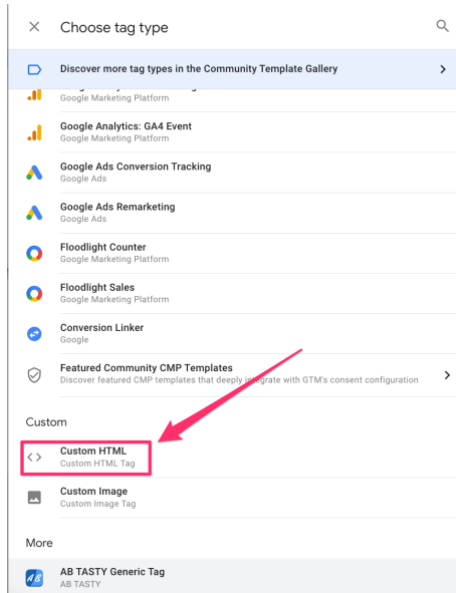 Choose tag type
Discover more tag types in the Community Template Gallery
Google Marketing Platform
Google Analytics: GA4 Event
Google Marketing Platform
Google Ads Conversion Tracking
Google Ads
Google Ads Remarketing
Google Ads
Floodlight Counter
Google Marketing Platform
Floodlight Sales
Google Marketing Platform
Conversion Linker
Google
Featured Community CMP Templates
Discover featured CMP templates that deeply integrate with GTM's consent configuration
Custom
Custom HTML
Custom HTML Tag
Custom Image
Custom Image Tag
More
AB TASTY Generic Tag
AB TASTY